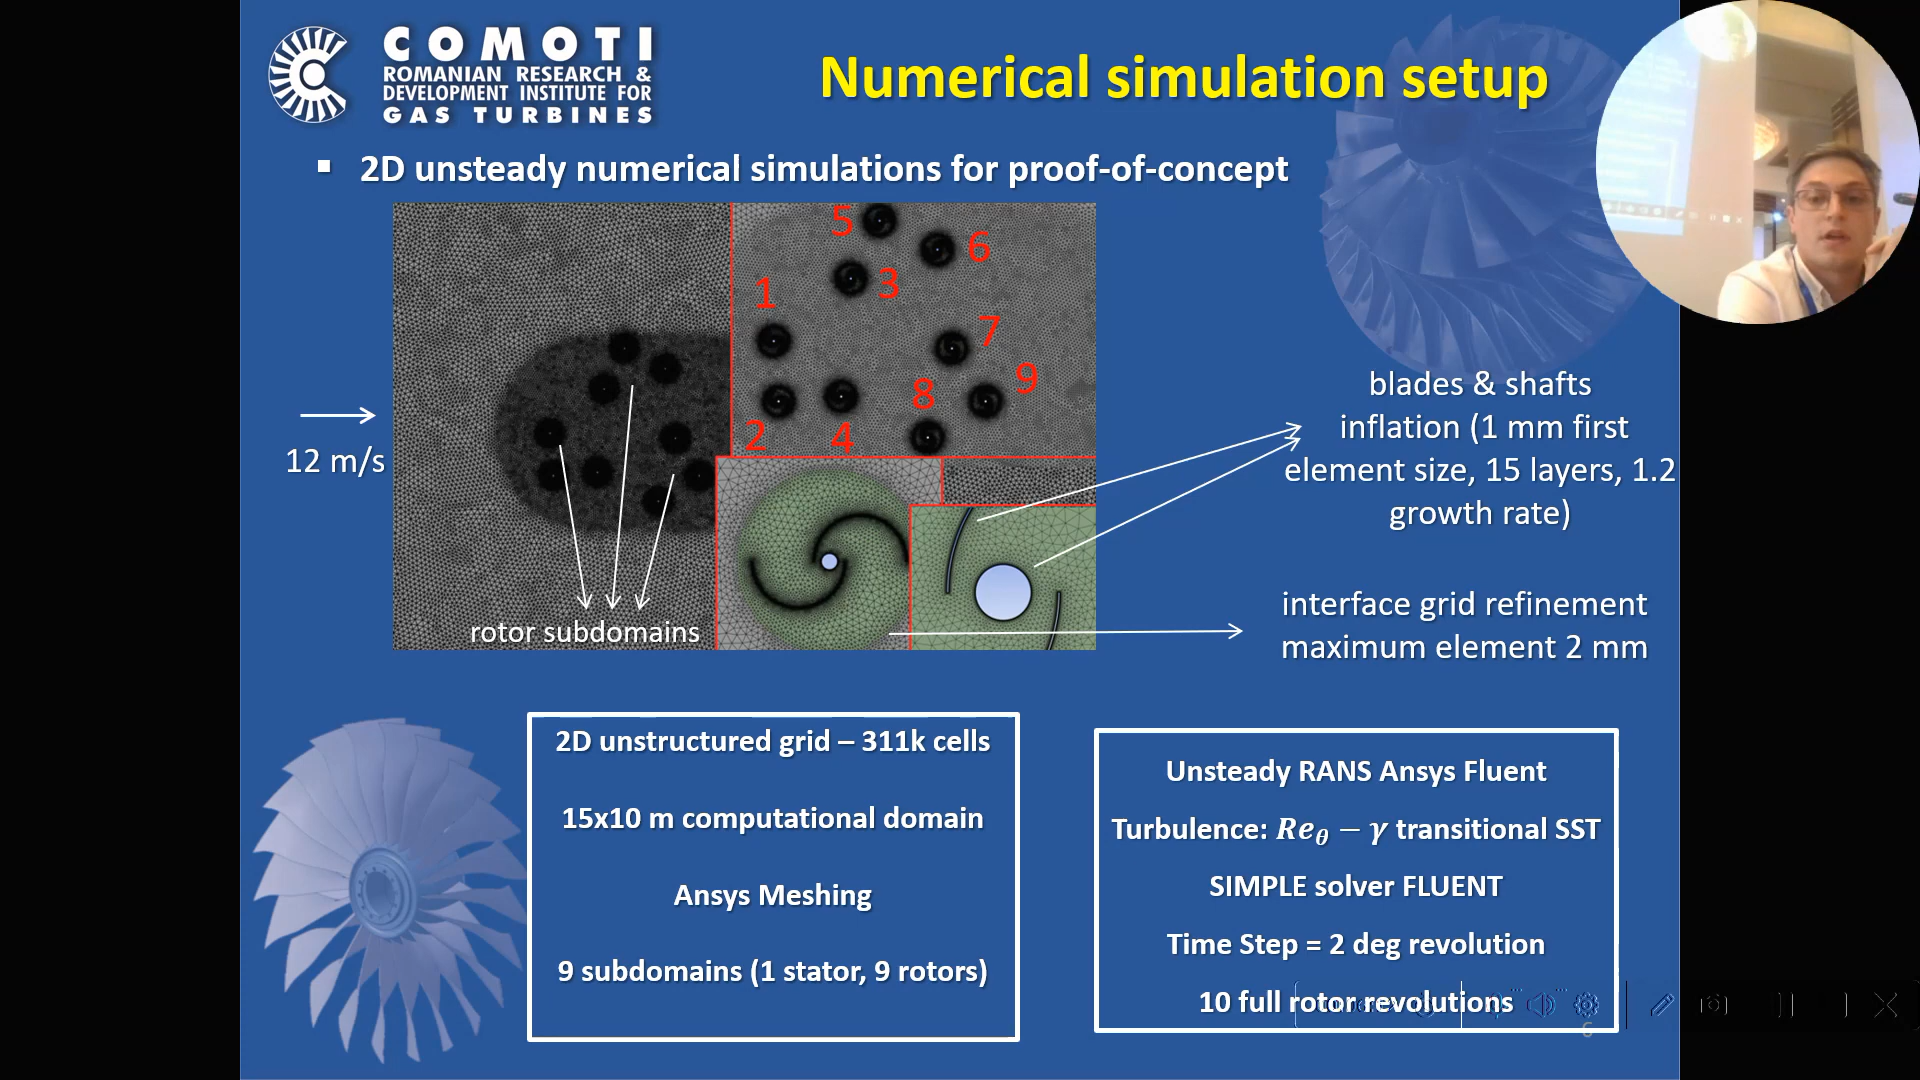 COMOTI
ROMANIAN RESEARCH &
DEVELOPMENT INSTITUTE FOR
GAS TURBINES
Numerical simulation setup
2D unsteady numerical simulations for proof-of-concept
5
6
3
1
7
9
8
2
4
12 m/s
rotor subdomains
blades & shafts
inflation (1 mm first
element size, 15 layers, 1.2
growth rate)
interface grid refinement
maximum element 2 mm
2D unstructured grid – 311k cells
15x10 m computational domain
Ansys Meshing
9 subdomains (1 stator, 9 rotors)
Unsteady RANS Ansys Fluent
Turbulence: Reθ − γ transitional SST
SIMPLE solver FLUENT
Time Step = 2 deg revolution
10 full rotor revolutions
6